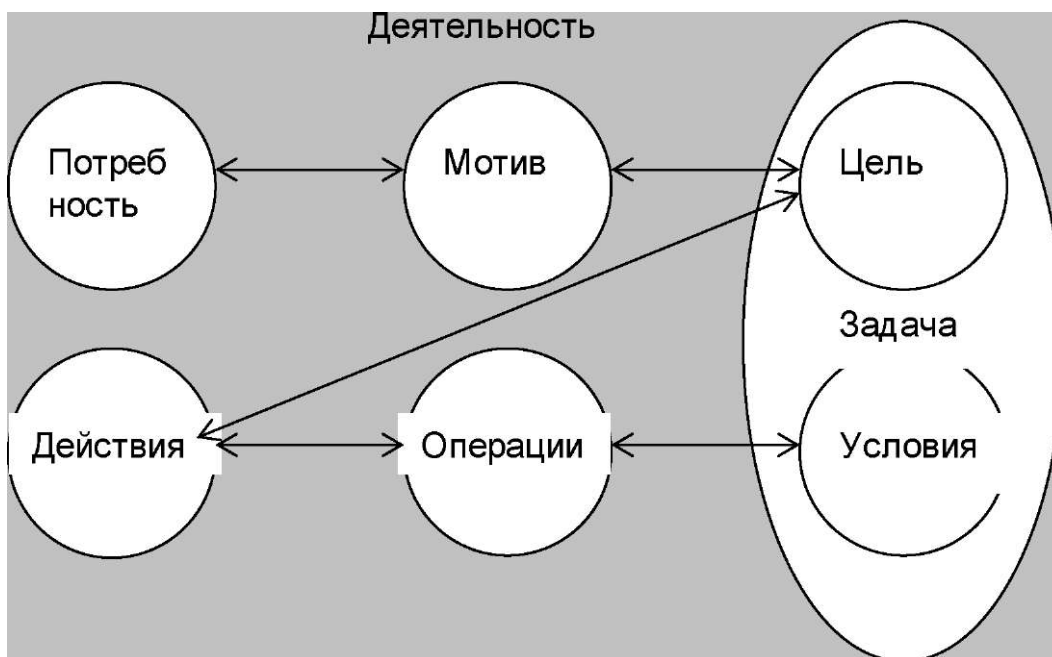 Деятельность
Потреб
ность
Мотив
Цель
Задача
Действия
Операции
Условия